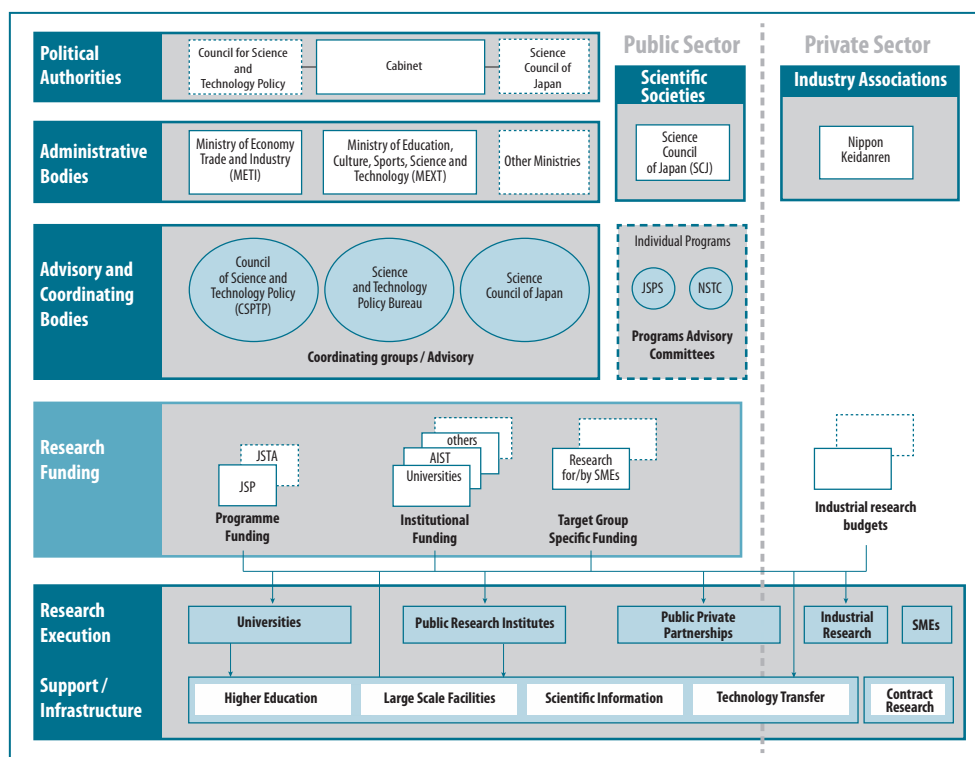 Political
Authorities
Council for Science
and
Technology Policy
Cabinet
Science
Council of
Japan
Public Sector
Private Sector
Scientific
Societies
Industry Associations
Administrative
Bodies
Ministry of Economy
Trade and Industry
(METI)
Ministry of Education,
Culture, Sports, Science and
Technology (MEXT)
Other Ministries
Science
Council
of Japan (SCJ)
Nippon
Keidanren
Advisory and
Coordinating
Bodies
Council
of Science and
Technology Policy
(CSPTP)
Science
and Technology
Policy Bureau
Science
Council of Japan
Coordinating groups / Advisory
Individual Programs
JSPS
NSTC
Programs Advisory
Committees
Research
Funding
JSTA
JSP
Programme
Funding
others
AIST
Universities
Institutional
Funding
Research
for/by SMEs
Target Group
Specific Funding
Industrial research
budgets
Research
Execution
Universities
Public Research Institutes
Public Private
Partnerships
Industrial
Research
SMEs
Support /
Infrastructure
Higher Education
Large Scale Facilities
Scientific Information
Technology Transfer
Contract
Research